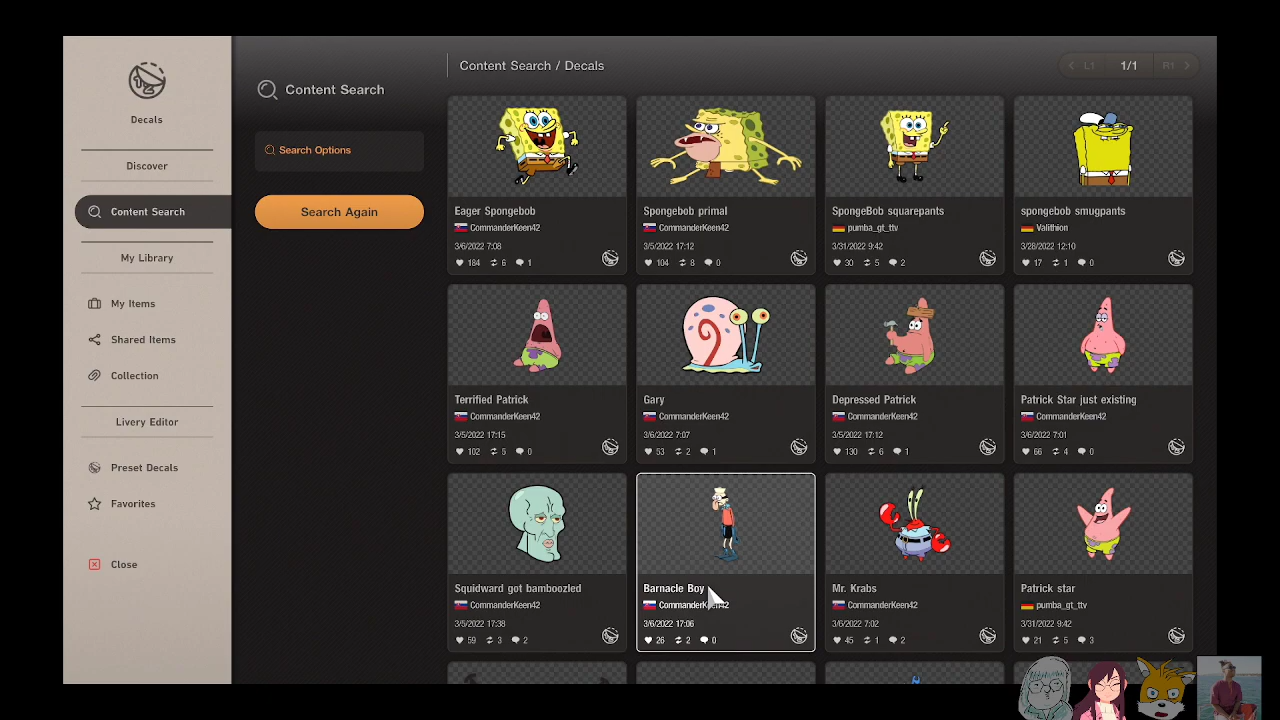 Decals
Discover
Content Search
My Library
My Items
Shared Items
Collection
Livery Editor
Preset Decals
Favorites
Close
Content Search
Search Options
Search Again
Content Search / Decals
L1 1/1 R1
Eager Spongebob
CommanderKeen42
3/6/2022 7:08
184 6 1
Spongebob primal
CommanderKeen42
3/5/2022 17:12
104 8 0
SpongeBob squarepants
pumba_gt_ttv
3/31/2022 9:42
30 5 2
spongebob smugpants
Valithion
3/28/2022 12:10
17 1 0
Terrified Patrick
CommanderKeen42
3/5/2022 17:15
102 5 0
Gary
CommanderKeen42
3/6/2022 7:07
53 2 1
Depressed Patrick
CommanderKeen42
3/5/2022 17:12
130 6 1
Patrick Star just existing
CommanderKeen42
3/6/2022 7:01
66 4 0
Squidward got bamboozled
CommanderKeen42
3/5/2022 17:38
59 3 2
Barnacle Boy
CommanderKeen42
3/6/2022 17:06
26 2 0
Mr. Krabs
CommanderKeen42
3/6/2022 7:02
45 1 2
Patrick star
pumba_gt_ttv
3/31/2022 9:42
21 5 3